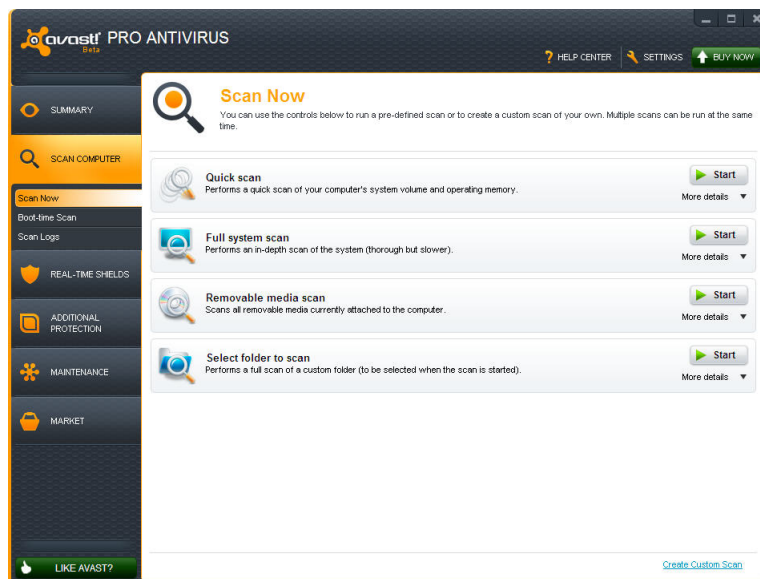 avast! PRO ANTIVIRUS
Beta
HELP CENTER
SETTINGS
BUY NOW
SUMMARY
SCAN COMPUTER
Scan Now
Boot-time Scan
Scan Logs
REAL-TIME SHIELDS
ADDITIONAL
PROTECTION
MAINTENANCE
MARKET
LIKE AVAST?
Scan Now
You can use the controls below to run a pre-defined scan or to create a custom scan of your own. Multiple scans can be run at the same
time.
Quick scan
Performs a quick scan of your computer's system volume and operating memory.
Start
More details
Full system scan
Performs an in-depth scan of the system (thorough but slower).
Start
More details
Removable media scan
Scans all removable media currently attached to the computer.
Start
More details
Select folder to scan
Performs a full scan of a custom folder (to be selected when the scan is started).
Start
More details
Create Custom Scan